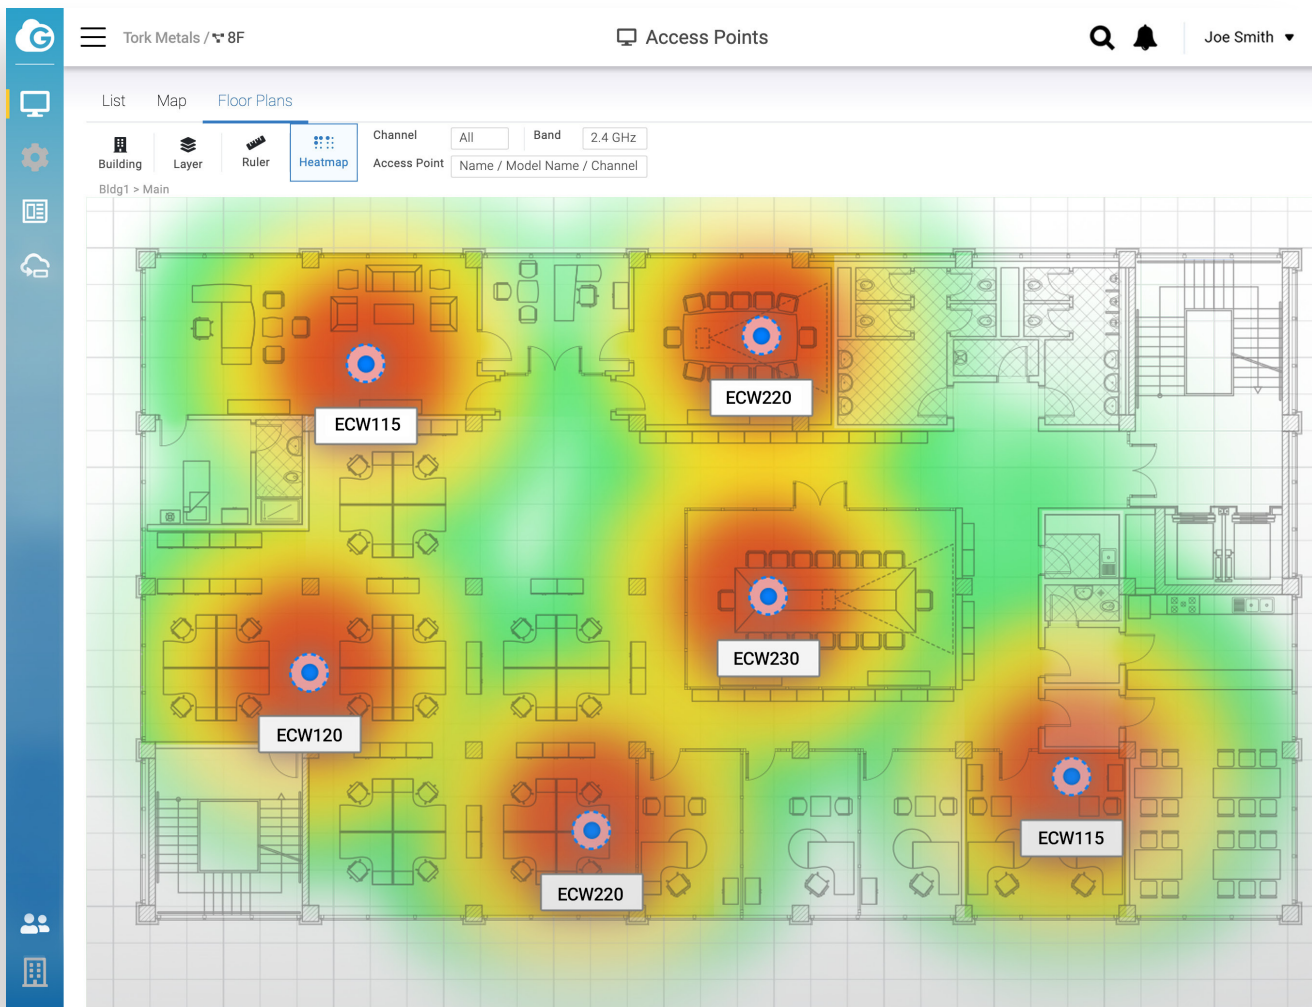 Tork Metals / 8F
Access Points
Joe Smith
List Map Floor Plans
Building
Layer
Ruler
Heatmap
Channel All Band 2.4 GHz
Access Point Name / Model Name / Channel
Bldg1 > Main
ECW220
ECW115
ECW230
ECW120
ECW115
ECW220